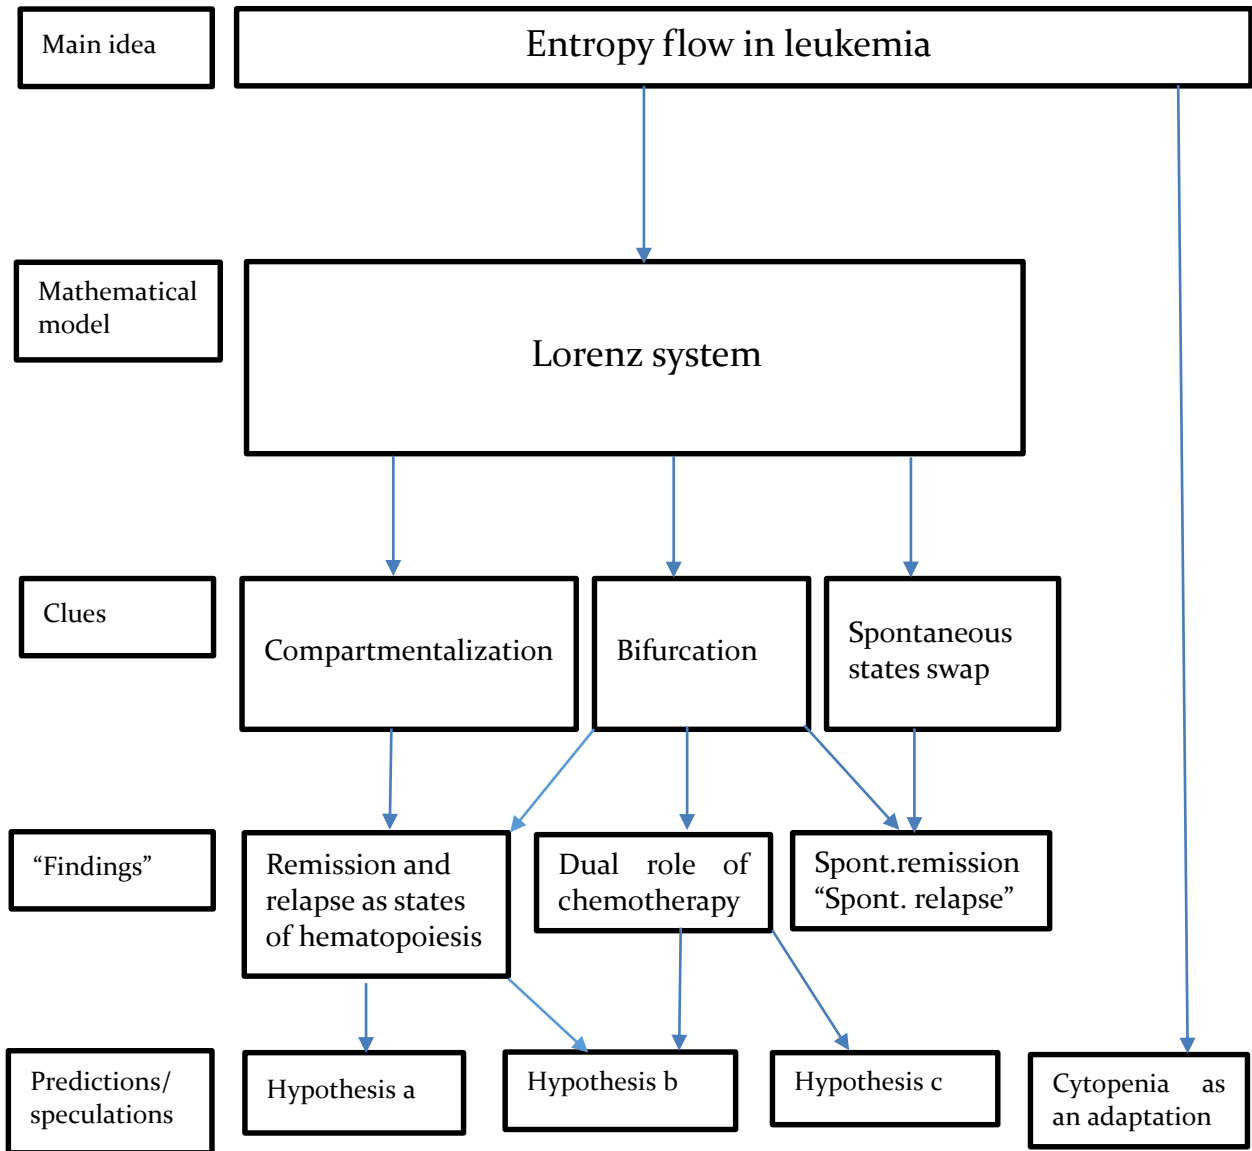 Main idea
Entropy flow in leukemia
Mathematical
model
Lorenz system
Clues
Compartmentalization
Bifurcation
Spontaneous
states swap
“Findings”
Remission and
relapse as states
of hematopoiesis
Dual role of
chemotherapy
Spont.remission
“Spont. relapse”
Predictions/
speculations
Hypothesis a
Hypothesis b
Hypothesis c
Cytopenia as
an adaptation